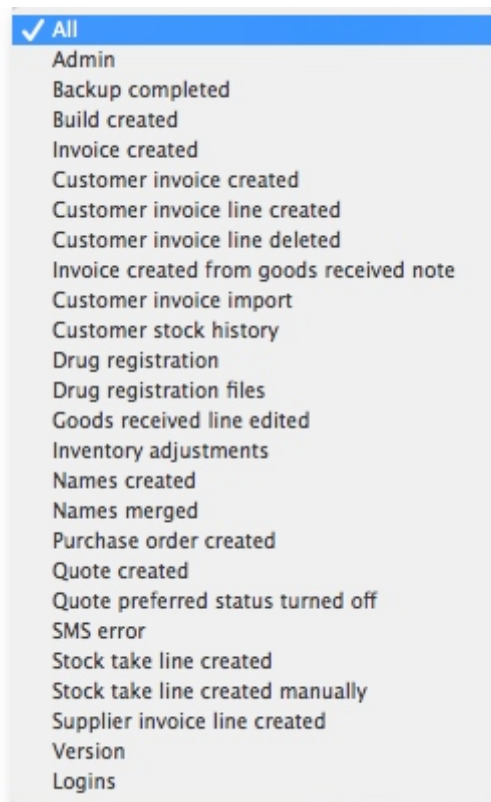 All
Admin
Backup completed
Build created
Invoice created
Customer invoice created
Customer invoice line created
Customer invoice line deleted
Invoice created from goods received note
Customer invoice import
Customer stock history
Drug registration
Drug registration files
Goods received line edited
Inventory adjustments
Names created
Names merged
Purchase order created
Quote created
Quote preferred status turned off
SMS error
Stock take line created
Stock take line created manually
Supplier invoice line created
Version
Logins